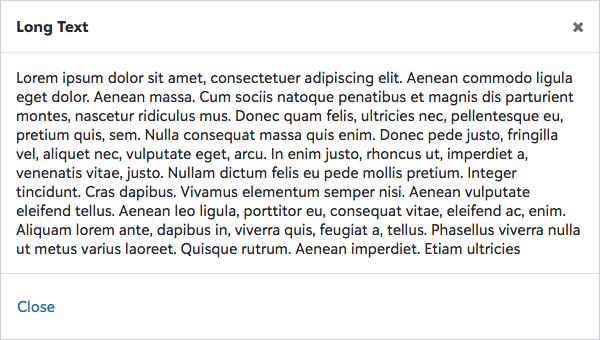 Long Text
Lorem ipsum dolor sit amet, consectetuer adipiscing elit. Aenean commodo ligula
eget dolor. Aenean massa. Cum sociis natoque penatibus et magnis dis parturient
montes, nascetur ridiculus mus. Donec quam felis, ultricies nec, pellentesque eu,
pretium quis, sem. Nulla consequat massa quis enim. Donec pede justo, fringilla
vel, aliquet nec, vulputate eget, arcu. In enim justo, rhoncus ut, imperdiet a,
venenatis vitae, justo. Nullam dictum felis eu pede mollis pretium. Integer
tincidunt. Cras dapibus. Vivamus elementum semper nisi. Aenean vulputate
eleifend tellus. Aenean leo ligula, porttitor eu, consequat vitae, eleifend ac, enim.
Aliquam lorem ante, dapibus in, viverra quis, feugiat a, tellus. Phasellus viverra nulla
ut metus varius laoreet. Quisque rutrum. Aenean imperdiet. Etiam ultricies
Close